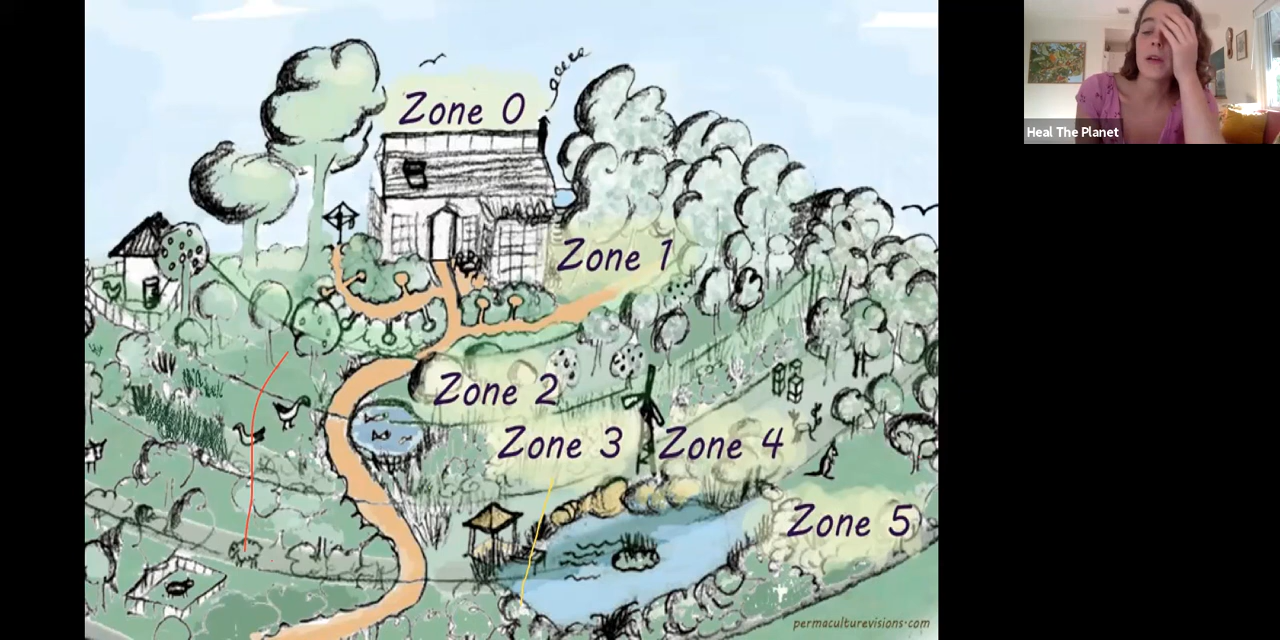 Zone 0
Heal The Planet
Zone 1
Zone 2
Zone 3
Zone 4
Zone 5
permaculturevisions.com